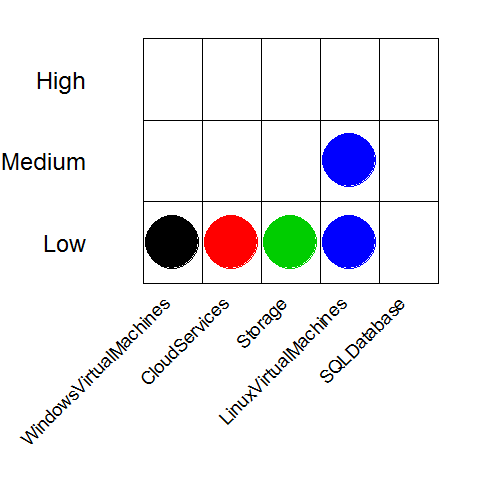 High
Medium
Low
WindowsVirtualMachines
CloudServices
Storage
LinuxVirtualMachines
SQLDatabase